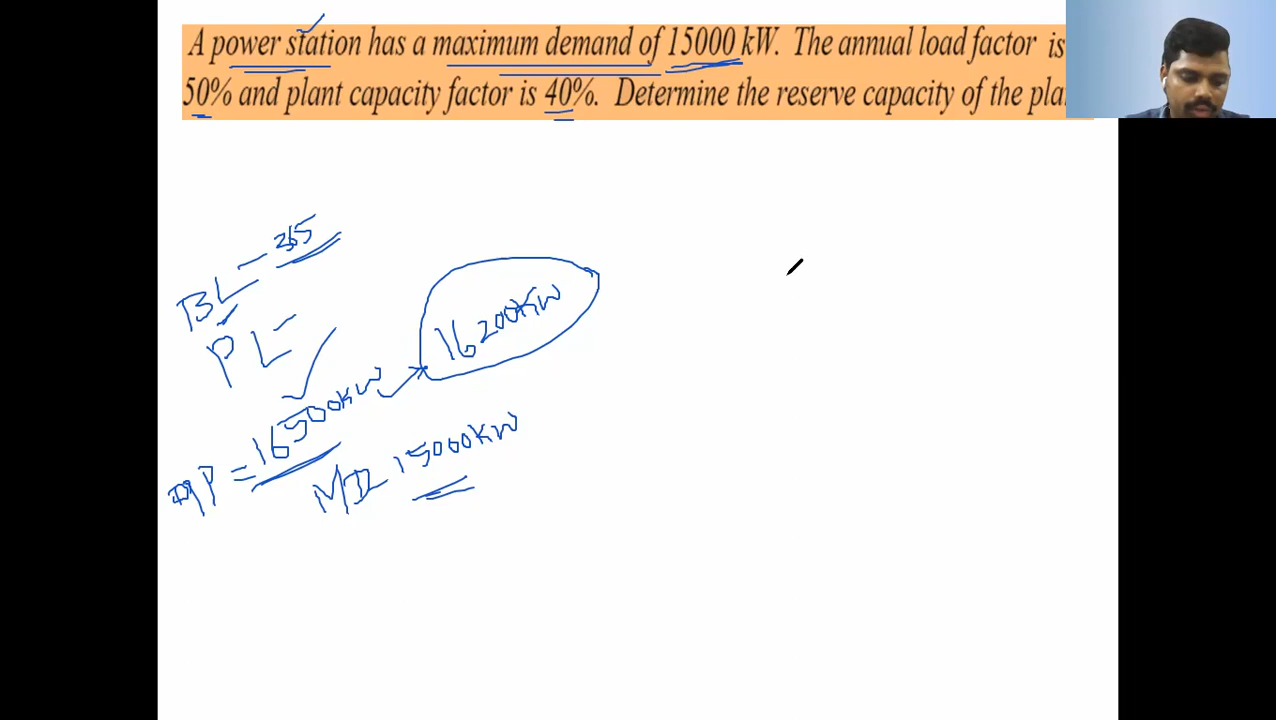 A power station has a maximum demand of 15000 kW. The annual load factor is
50% and plant capacity factor is 40%. Determine the reserve capacity of the pla
BL = 365
PL =
16200KW
= 16500KW
MD 15000KW